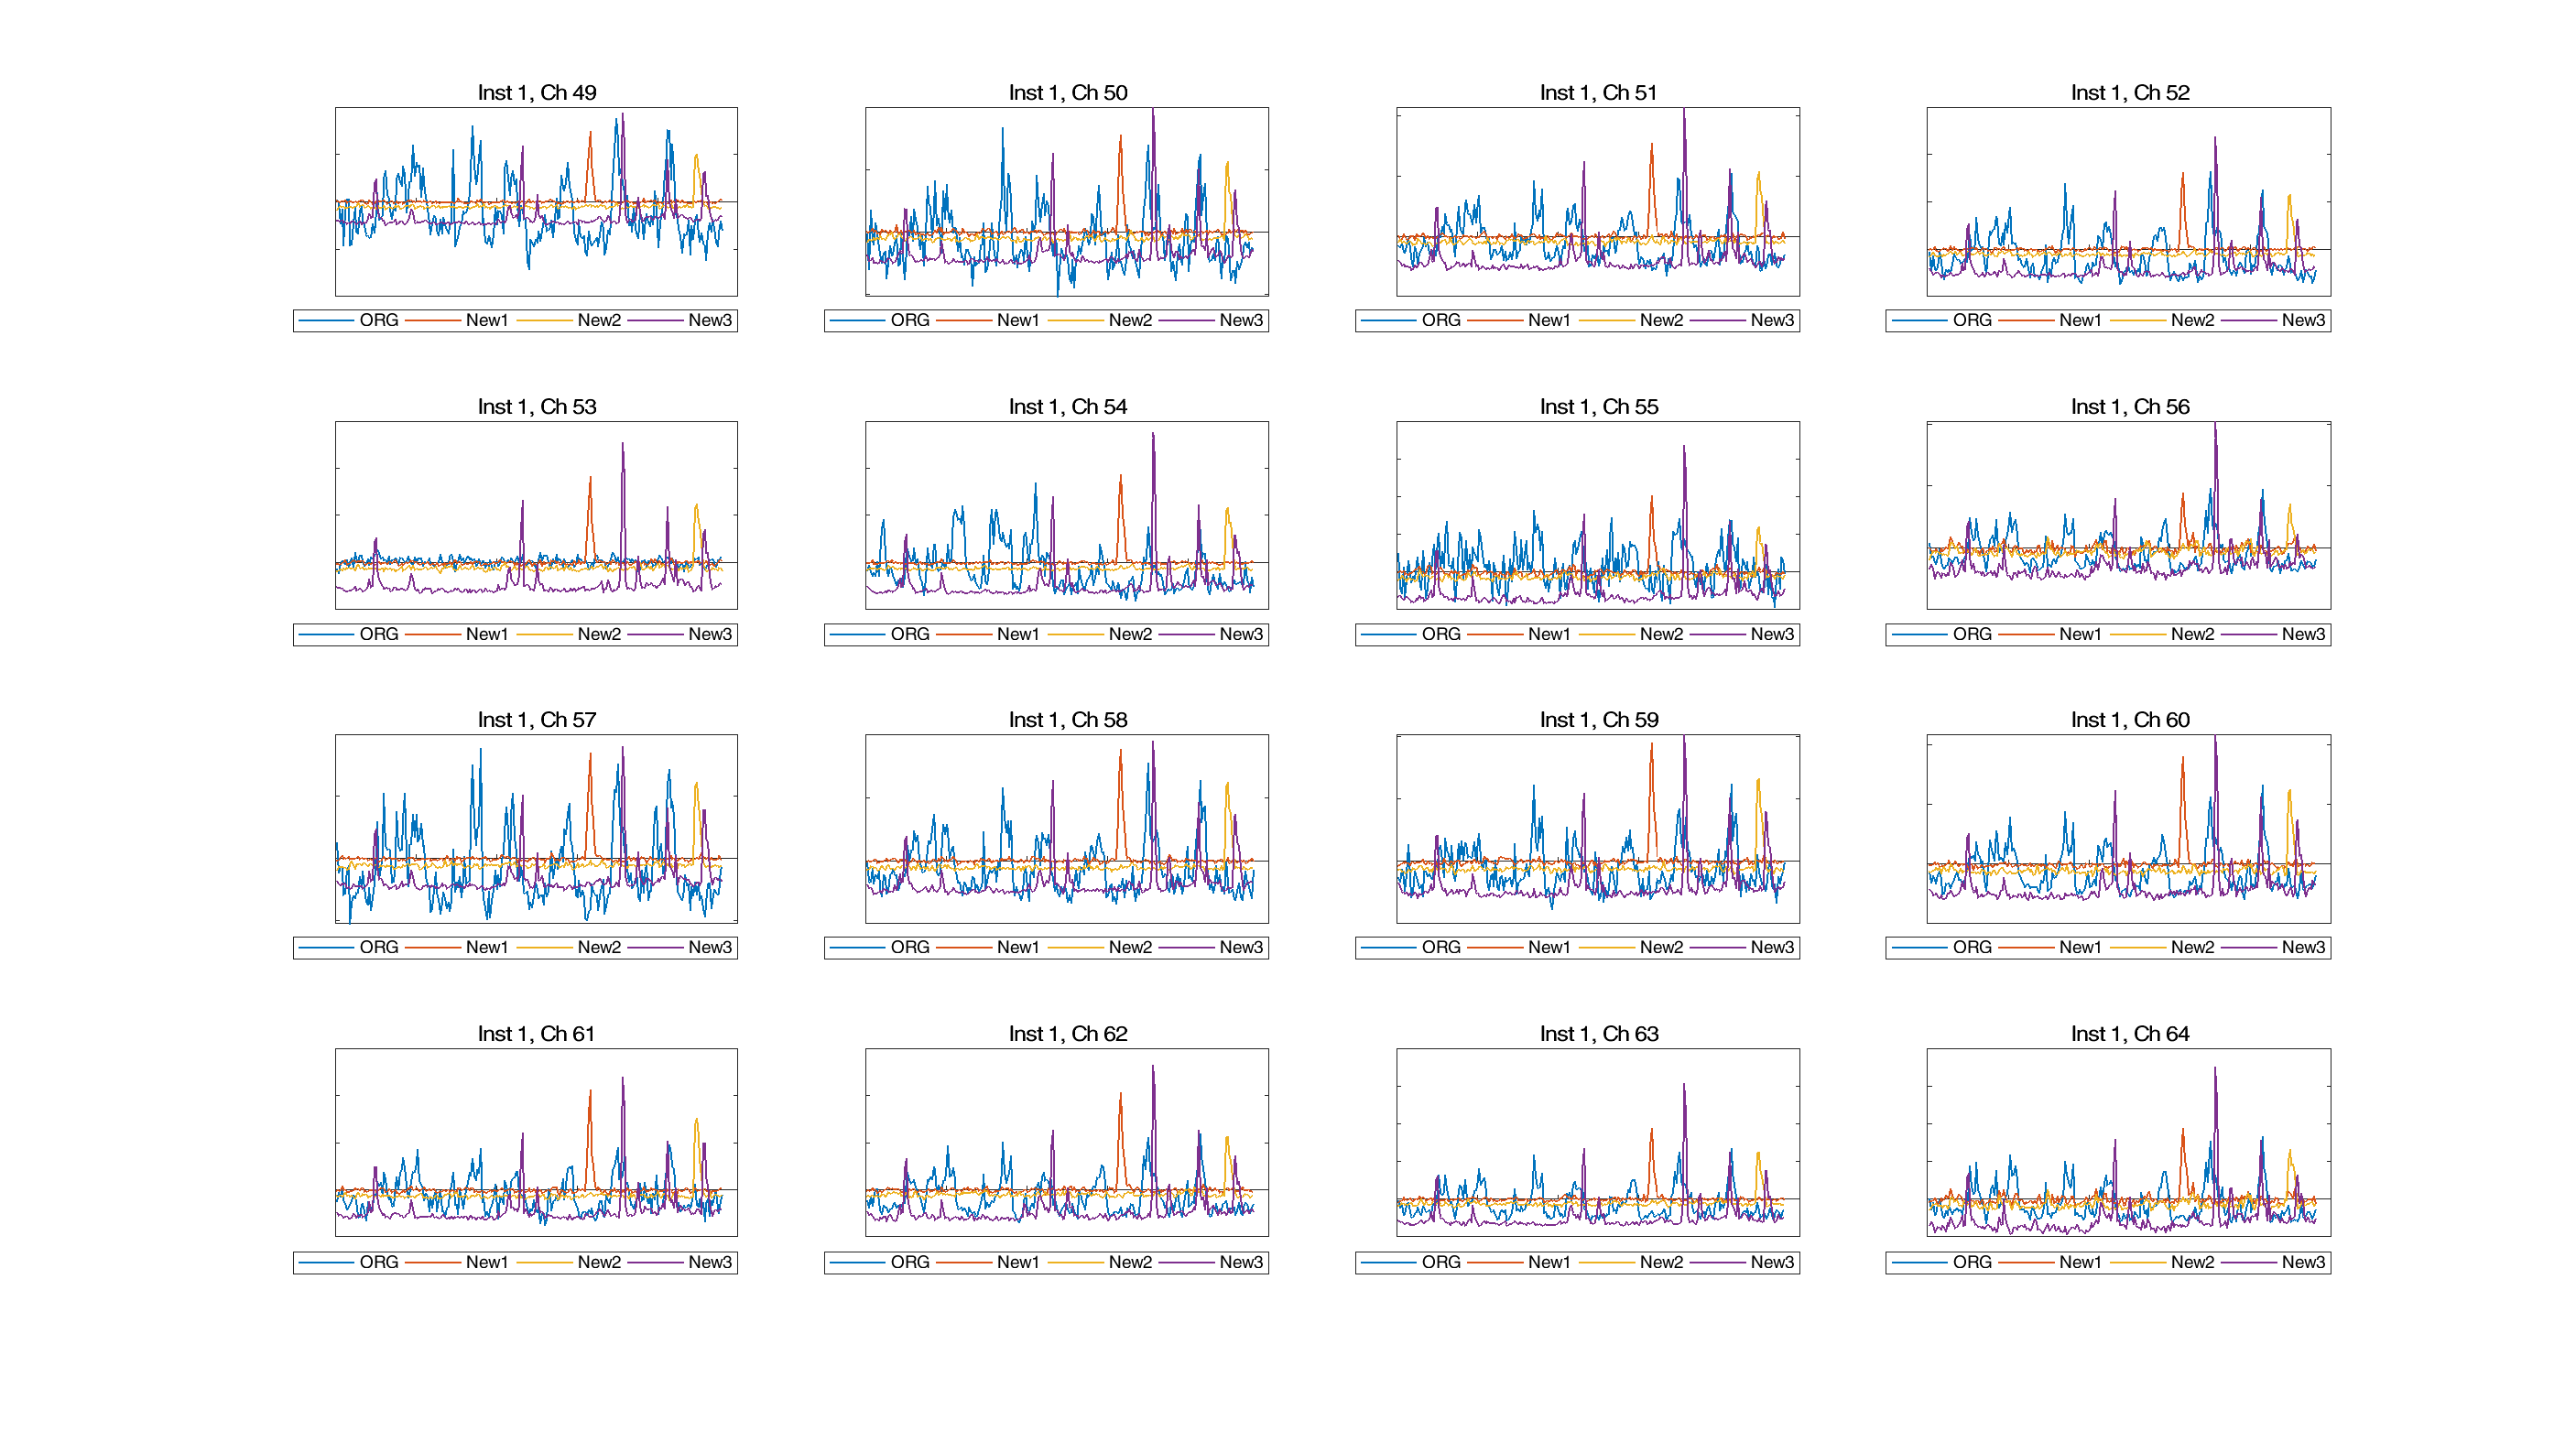 Inst 1, Ch 49 Inst 1, Ch 50 Inst 1, Ch 51 Inst 1, Ch 52
ORG New1 New2 New3 ORG New1 New2 New3 ORG New1 New2 New3 ORG New1 New2 New3
Inst 1, Ch 53 Inst 1, Ch 54 Inst 1, Ch 55 Inst 1, Ch 56
ORG New1 New2 New3 ORG New1 New2 New3 ORG New1 New2 New3 ORG New1 New2 New3
Inst 1, Ch 57 Inst 1, Ch 58 Inst 1, Ch 59 Inst 1, Ch 60
ORG New1 New2 New3 ORG New1 New2 New3 ORG New1 New2 New3 ORG New1 New2 New3
Inst 1, Ch 61 Inst 1, Ch 62 Inst 1, Ch 63 Inst 1, Ch 64
ORG New1 New2 New3 ORG New1 New2 New3 ORG New1 New2 New3 ORG New1 New2 New3